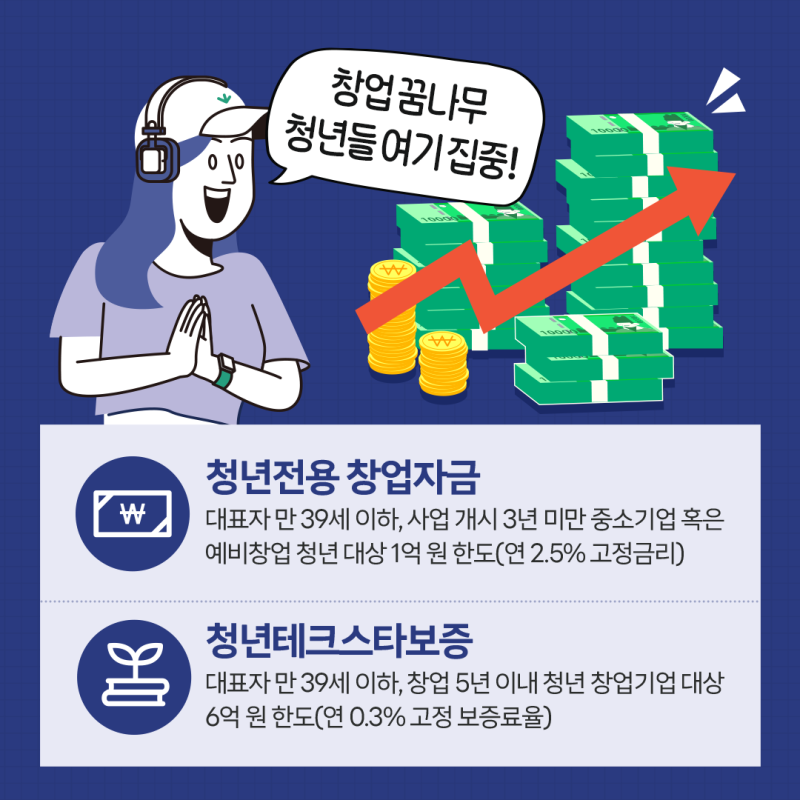 창업 꿈나무
청년들 여기 집중!
10000
10000
10000
₩
₩
₩
청년전용 창업자금
대표자 만 39세 이하, 사업 개시 3년 미만 중소기업 혹은
예비창업 청년 대상 1억 원 한도(연 2.5% 고정금리)
청년테크스타보증
대표자 만 39세 이하, 창업 5년 이내 청년 창업기업 대상
6억 원 한도(연 0.3% 고정 보증료율)